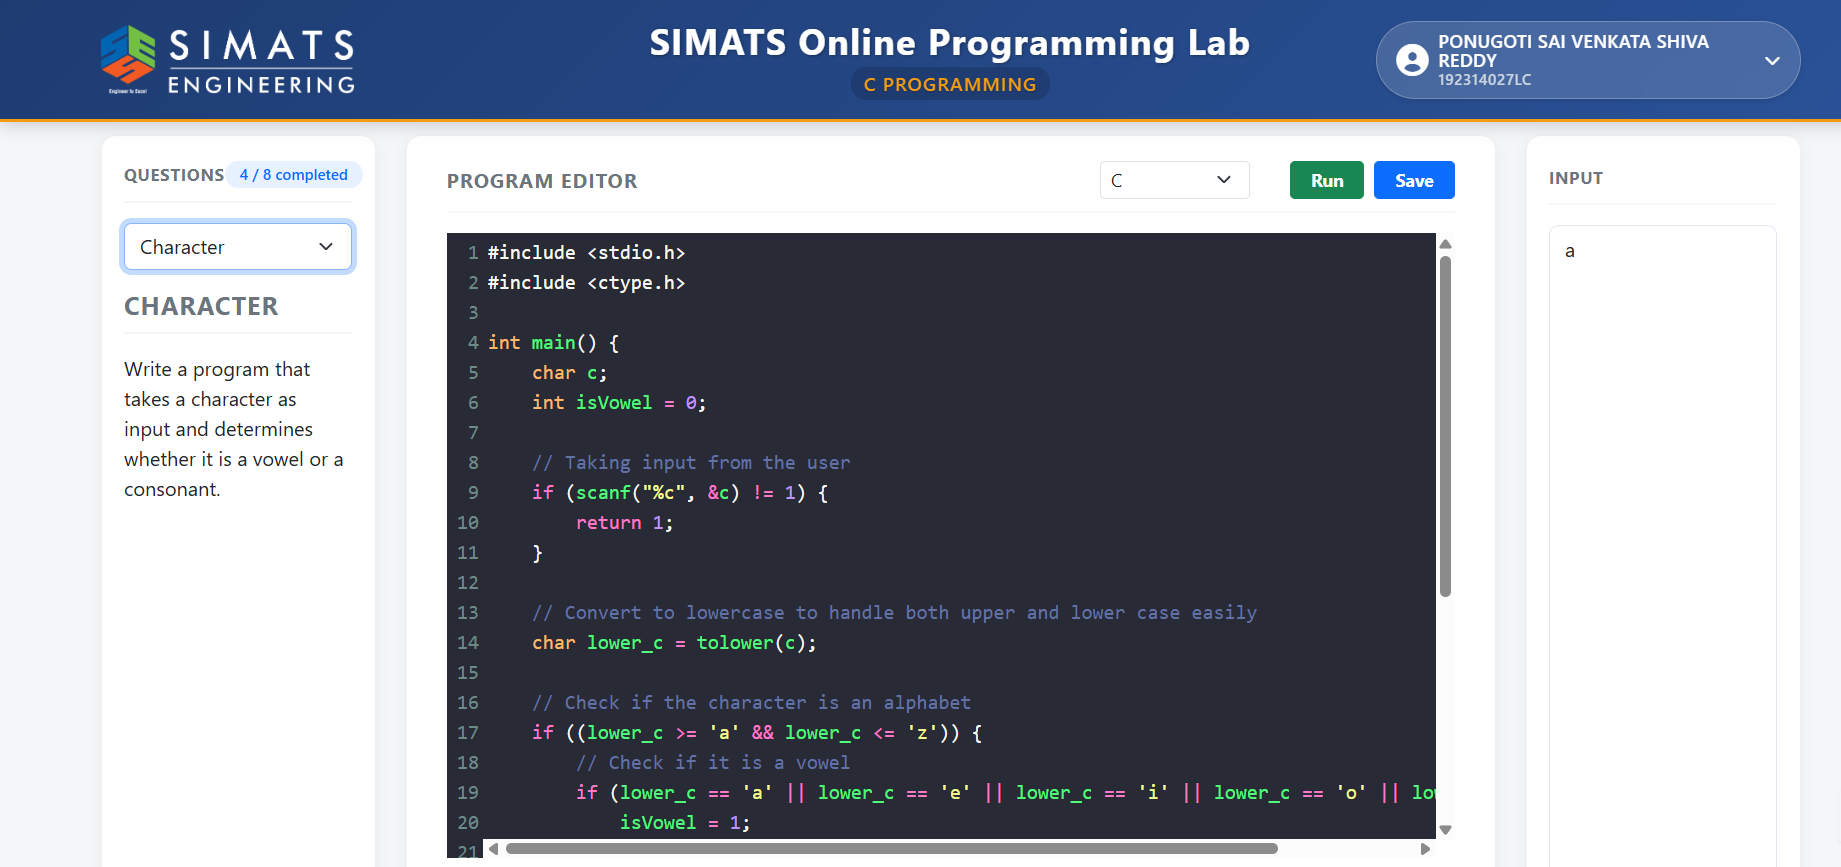 SIMATS
ENGINEERING
Engineer to Excel
SIMATS Online Programming Lab
C PROGRAMMING
PONUGOTI SAI VENKATA SHIVA
REDDY
192314027LC
QUESTIONS
4 / 8 completed
Character
CHARACTER
Write a program that
takes a character as
input and determines
whether it is a vowel or a
consonant.
PROGRAM EDITOR
C
Run
Save
1 #include <stdio.h>
2 #include <ctype.h>
3
4 int main() {
5     char c;
6     int isVowel = 0;
7
8     // Taking input from the user
9     if (scanf("%c", &c) != 1) {
10         return 1;
11     }
12
13     // Convert to lowercase to handle both upper and lower case easily
14     char lower_c = tolower(c);
15
16     // Check if the character is an alphabet
17     if ((lower_c >= 'a' && lower_c <= 'z')) {
18         // Check if it is a vowel
19         if (lower_c == 'a' || lower_c == 'e' || lower_c == 'i' || lower_c == 'o' || lo
20             isVowel = 1;
21
INPUT
a